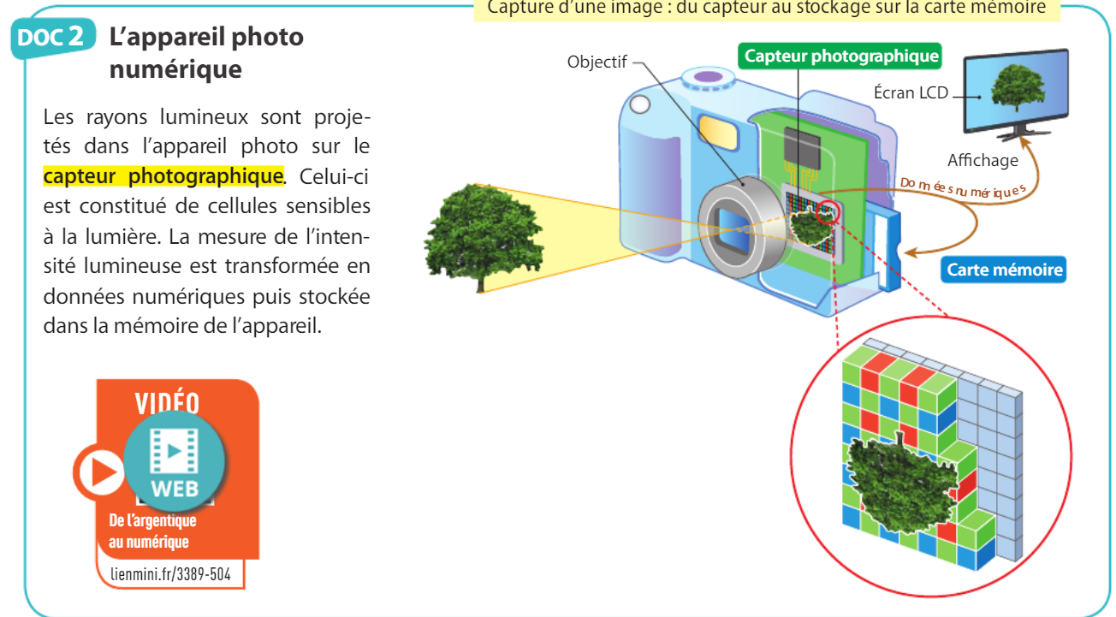 Capture d'une image : du capteur au stockage sur la carte mémoire
DOC 2
L'appareil photo
numérique
Les rayons lumineux sont proje-
tés dans l'appareil photo sur le
capteur photographique. Celui-ci
est constitué de cellules sensibles
à la lumière. La mesure de l'inten-
sité lumineuse est transformée en
données numériques puis stockée
dans la mémoire de l'appareil.
VIDÉO
WEB
De l'argentique
au numérique
lienmini.fr/3389-504
Objectif
Capteur photographique
Écran LCD
Affichage
Données numériques
Carte mémoire